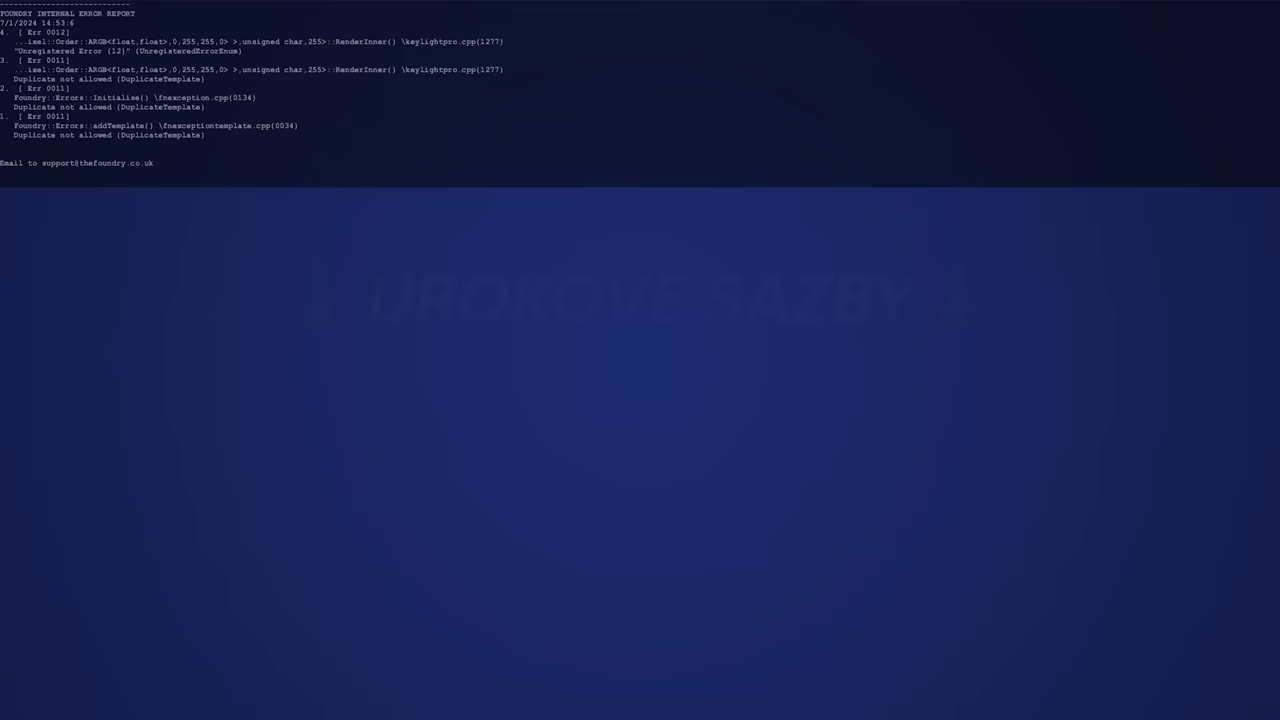 ----------------------------
FOUNDRY INTERNAL ERROR REPORT
7/1/2024 14:53:6
4.  [ Err 0012]
...ixel::Order::ARGB<float,float>,0,255,255,0> >,unsigned char,255>::RenderInner() \keylightpro.cpp(1277)
"Unregistered Error (12)" (UnregisteredErrorEnum)
3.  [ Err 0011]
...ixel::Order::ARGB<float,float>,0,255,255,0> >,unsigned char,255>::RenderInner() \keylightpro.cpp(1277)
Duplicate not allowed (DuplicateTemplate)
2.  [ Err 0011]
Foundry::Errors::Initialise() \fnexception.cpp(0134)
Duplicate not allowed (DuplicateTemplate)
1.  [ Err 0011]
Foundry::Errors::addTemplate() \fnexceptiontemplate.cpp(0034)
Duplicate not allowed (DuplicateTemplate)
Email to support@thefoundry.co.uk
↓ UROKOVÉ SAZBY ↓